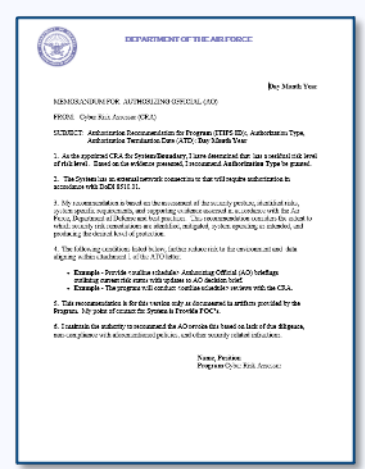 DEPARTMENT OF THE AIR FORCE
Day Month Year
MEMORANDUM FOR AUTHORIZING OFFICIAL (AO)
FROM: Cyber Risk Assessor (CRA)
SUBJECT: Authorization Recommendation for Program (ITIPS ID):, Authorization Type,
Authorization Termination Date (ATD): Day Month Year
1. As the appointed CRA for System/Boundary, I have determined that has a residual risk level
of risk level. Based on the evidence presented, I recommend Authorization Type be granted.
2. The System has an external network connection to that will require authorization in
accordance with DoDI 8510.01.
3. My recommendation is based on the assessment of the security posture, identified risks,
system specific requirements, and supporting evidence assessed in accordance with the Air
Force, Department of Defense and best practices. This recommendation considers the extent to
which security risk remediations are identified, mitigated, system operating as intended, and
producing the desired level of protection.
4. The following conditions listed below, further reduce risk to the environment and data
aligning within attachment 1 of the ATO letter.
• Example - Provide <outline schedule> Authorizing Official (AO) briefings
outlining current risk status with updates to AO decision brief.
• Example - The program will conduct <outline schedule> reviews with the CRA.
5. This recommendation is for this version only as documented in artifacts provided by the
Program. My point of contact for System is Provide POC's.
6. I maintain the authority to recommend the AO revoke this based on lack of due diligence,
non-compliance with aforementioned policies, and other security related infractions.
Name, Position
Program Cyber Risk Assessor